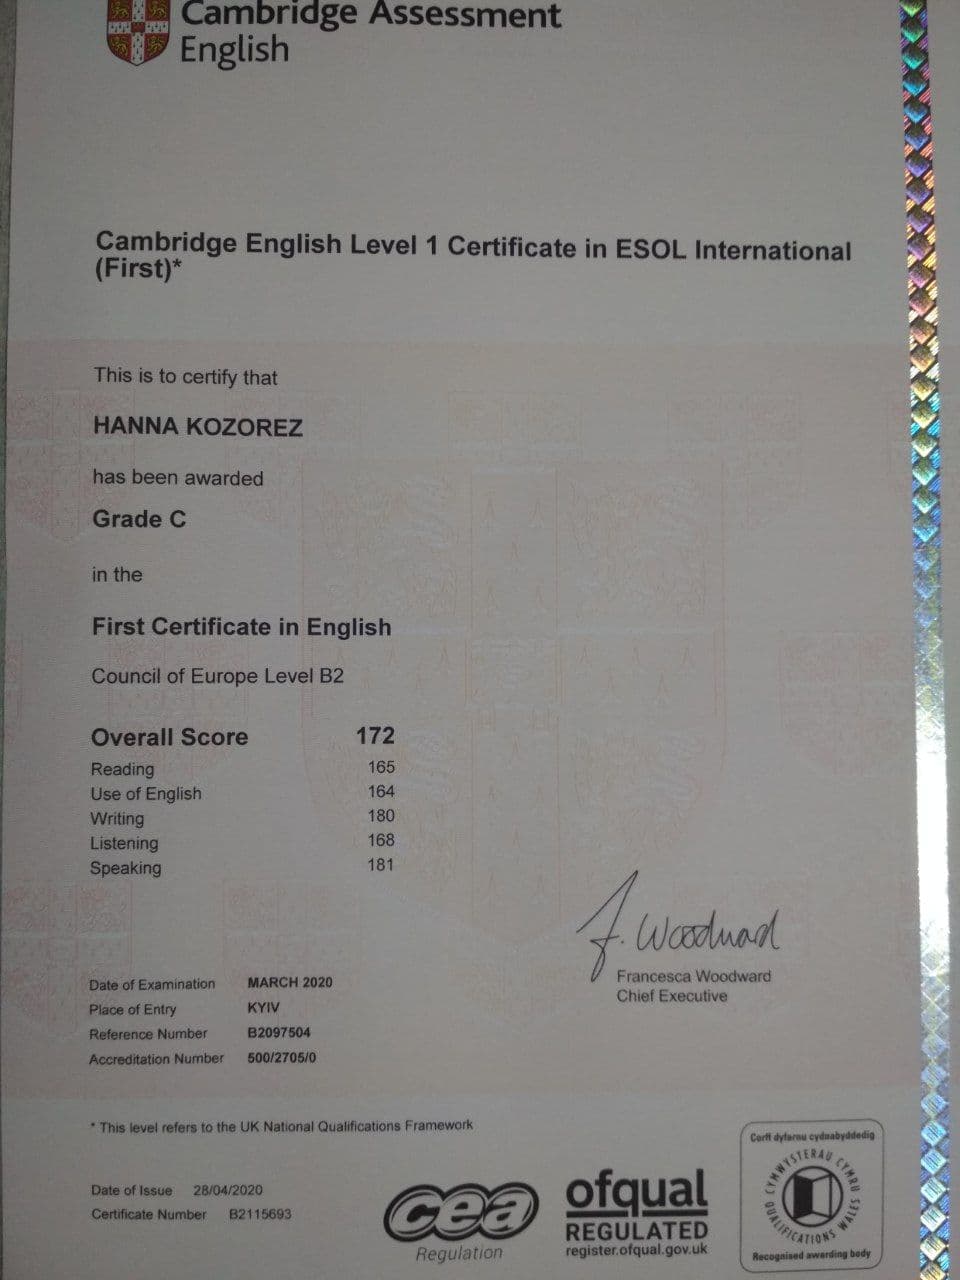 Cambridge Assessment
English
Cambridge English Level 1 Certificate in ESOL International
(First)*
This is to certify that
HANNA KOZOREZ
has been awarded
Grade C
in the
First Certificate in English
Council of Europe Level B2
Overall Score 172
Reading 165
Use of English 164
Writing 180
Listening 168
Speaking 181
F. Woodward
Francesca Woodward
Chief Executive
Date of Examination MARCH 2020
Place of Entry KYIV
Reference Number B2097504
Accreditation Number 500/2705/0
* This level refers to the UK National Qualifications Framework
Date of Issue 28/04/2020
Certificate Number B2115693
cea
Regulation
ofqual
REGULATED
register.ofqual.gov.uk
Corff dyfarnu cydnabyddedig
CYMWYSTERAU CYMRU
QUALIFICATIONS WALES
Recognised awarding body